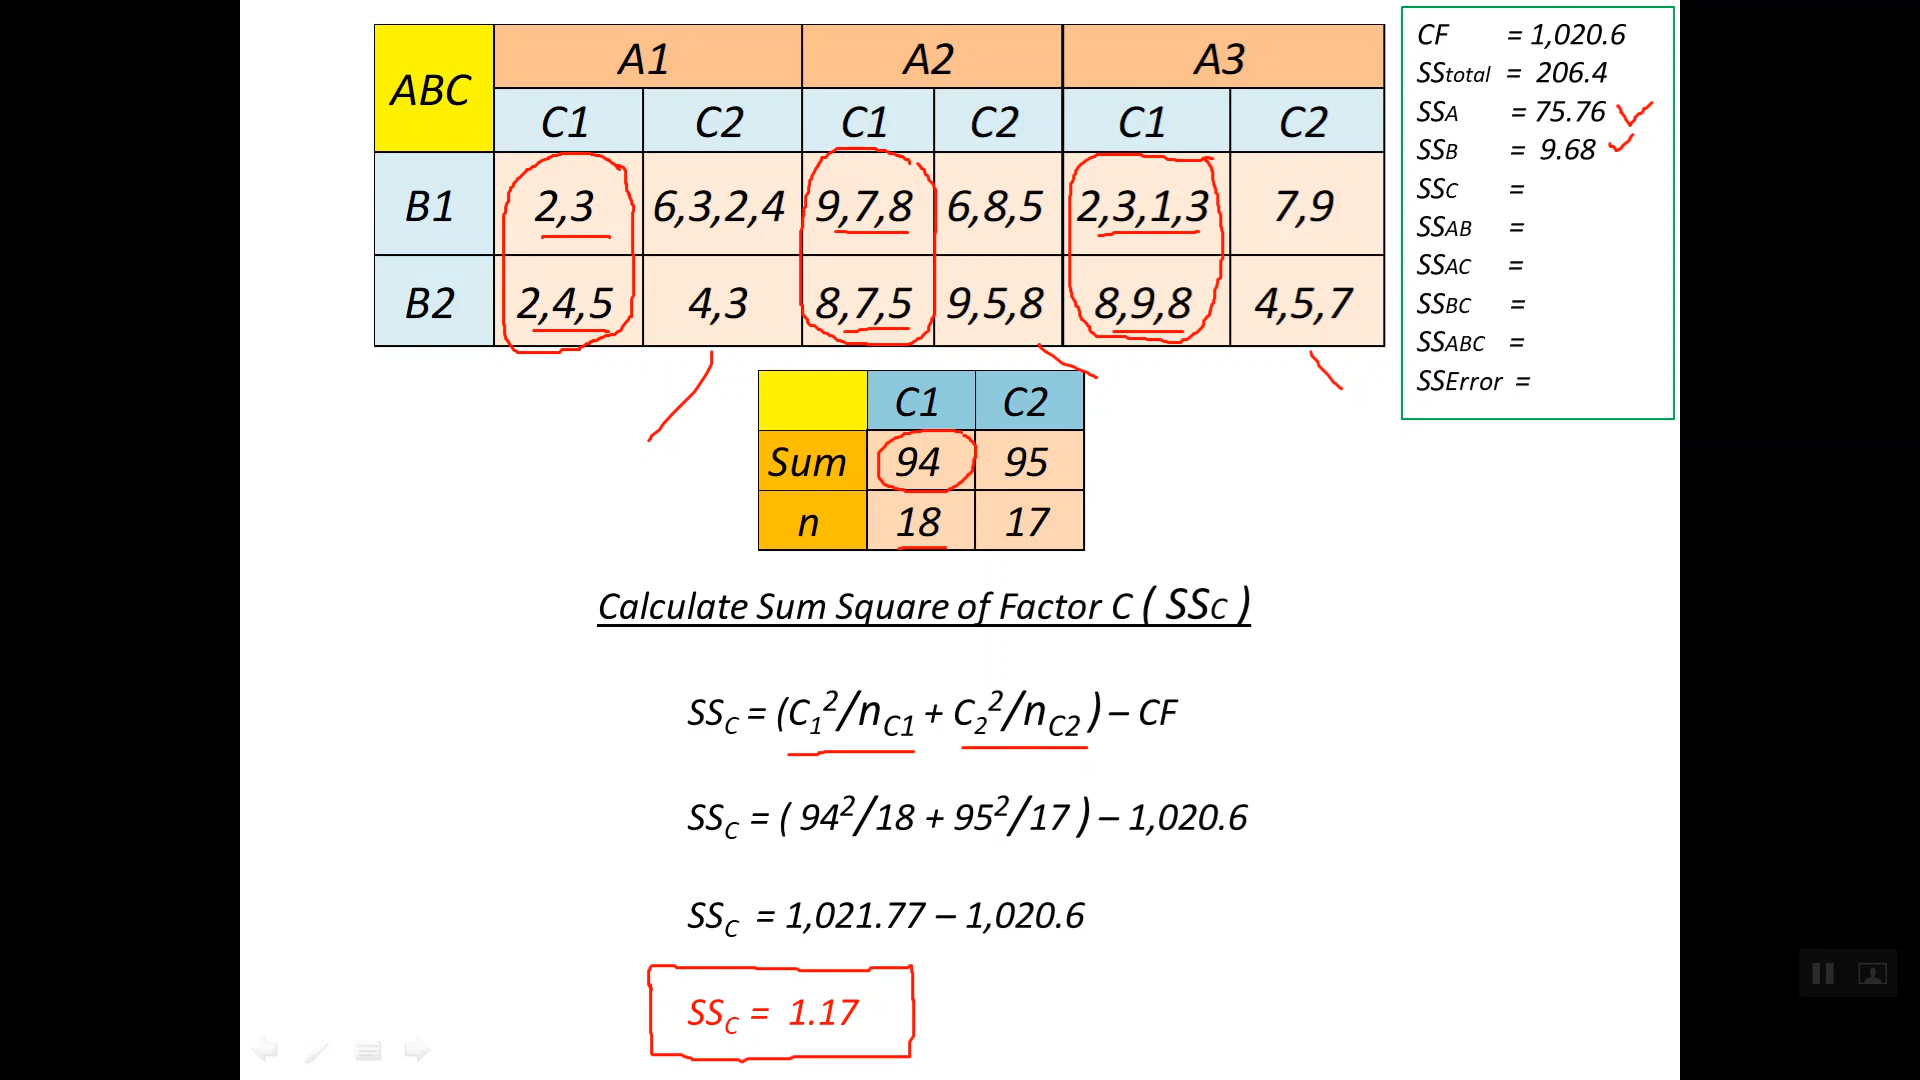 ABC A1 A2 A3
C1 C2 C1 C2 C1 C2
B1 2,3 6,3,2,4 9,7,8 6,8,5 2,3,1,3 7,9
B2 2,4,5 4,3 8,7,5 9,5,8 8,9,8 4,5,7
CF = 1,020.6
SStotal = 206.4
SSA = 75.76
SSB = 9.68
SSC =
SSAB =
SSAC =
SSBC =
SSABC =
SSError =
C1 C2
Sum 94 95
n 18 17
Calculate Sum Square of Factor C ( SSC )
SSC = (C₁²/nC1 + C₂²/nC2 ) – CF
SSC = ( 94²/18 + 95²/17 ) – 1,020.6
SSC = 1,021.77 – 1,020.6
SSC = 1.17